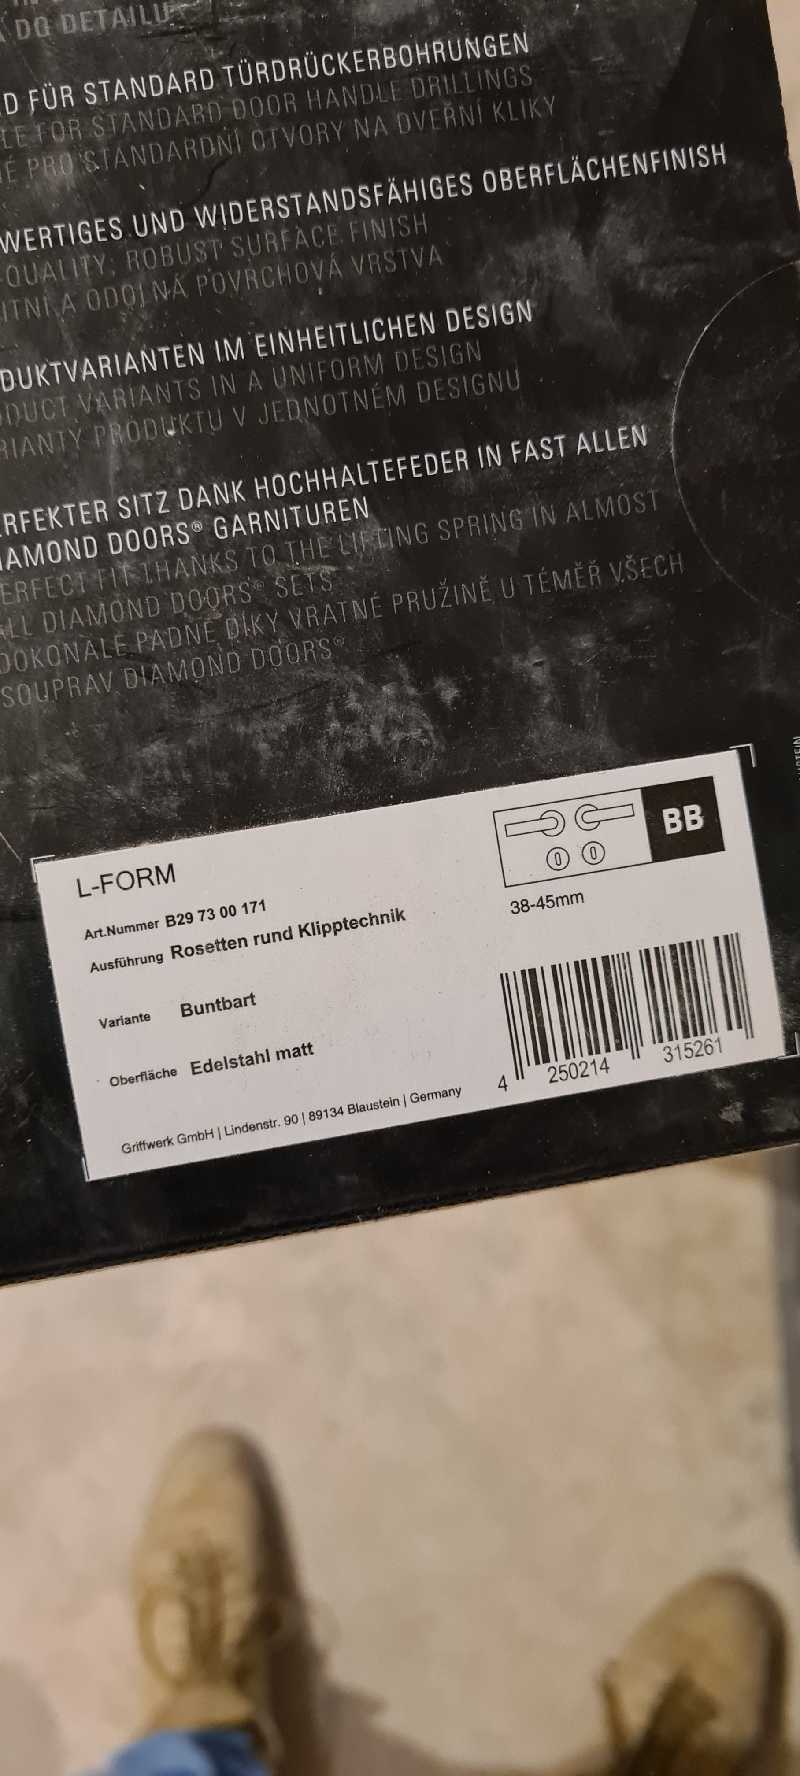 DO DETAILU
D FÜR STANDARD TÜRDRÜCKERBOHRUNGEN
LE FOR STANDARD DOOR HANDLE DRILLINGS
É PRO STANDARDNÍ OTVORY NA DVEŘNÍ KLIKY
WERTIGES UND WIDERSTANDSFÄHIGES OBERFLÄCHENFINISH
-QUALITY, ROBUST SURFACE FINISH
ITNÍ A ODOLNÁ POVRCHOVÁ VRSTVA
DUKTVARIANTEN IM EINHEITLICHEN DESIGN
DUCT VARIANTS IN A UNIFORM DESIGN
RIANTY PRODUKTU V JEDNOTNÉM DESIGNU
RFEKTER SITZ DANK HOCHHALTEFEDER IN FAST ALLEN
IAMOND DOORS® GARNITUREN
ERFECT FIT THANKS TO THE LIFTING SPRING IN ALMOST
LL DIAMOND DOORS® SETS
DOKONALE PADNE DÍKY VRATNÉ PRUŽINĚ U TÉMĚŘ VŠECH
SOUPRAV DIAMOND DOORS®
L-FORM
BB
38-45mm
Art.Nummer B29 73 00 171
Ausführung Rosetten rund Klipptechnik
Variante Buntbart
Oberfläche Edelstahl matt
4 250214 315261
Griffwerk GmbH | Lindenstr. 90 | 89134 Blaustein | Germany